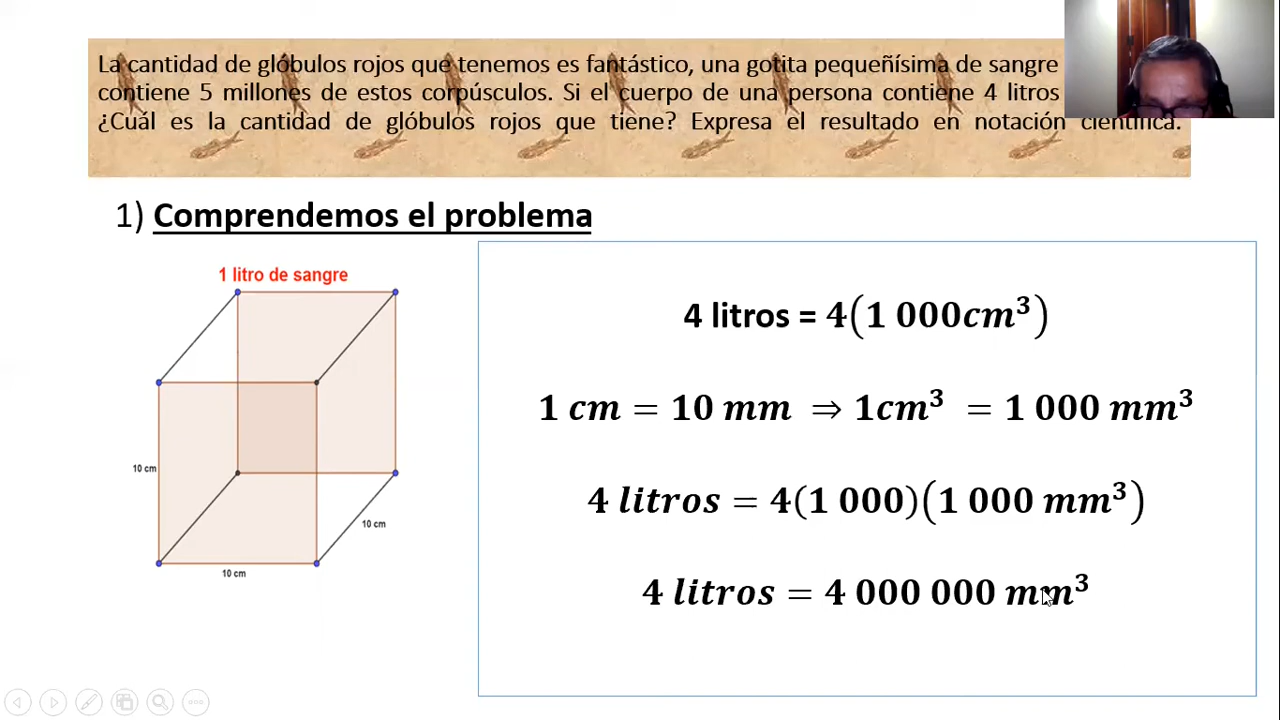 La cantidad de glóbulos rojos que tenemos es fantástico, una gotita pequeñísima de sangre
contiene 5 millones de estos corpúsculos. Si el cuerpo de una persona contiene 4 litros
¿Cuál es la cantidad de glóbulos rojos que tiene? Expresa el resultado en notación científica.
1) Comprendemos el problema
1 litro de sangre
10 cm
10 cm
10 cm
4 litros = 4(1 000cm³)
1 cm = 10 mm ⇒ 1cm³ = 1 000 mm³
4 litros = 4(1 000)(1 000 mm³)
4 litros = 4 000 000 mm³